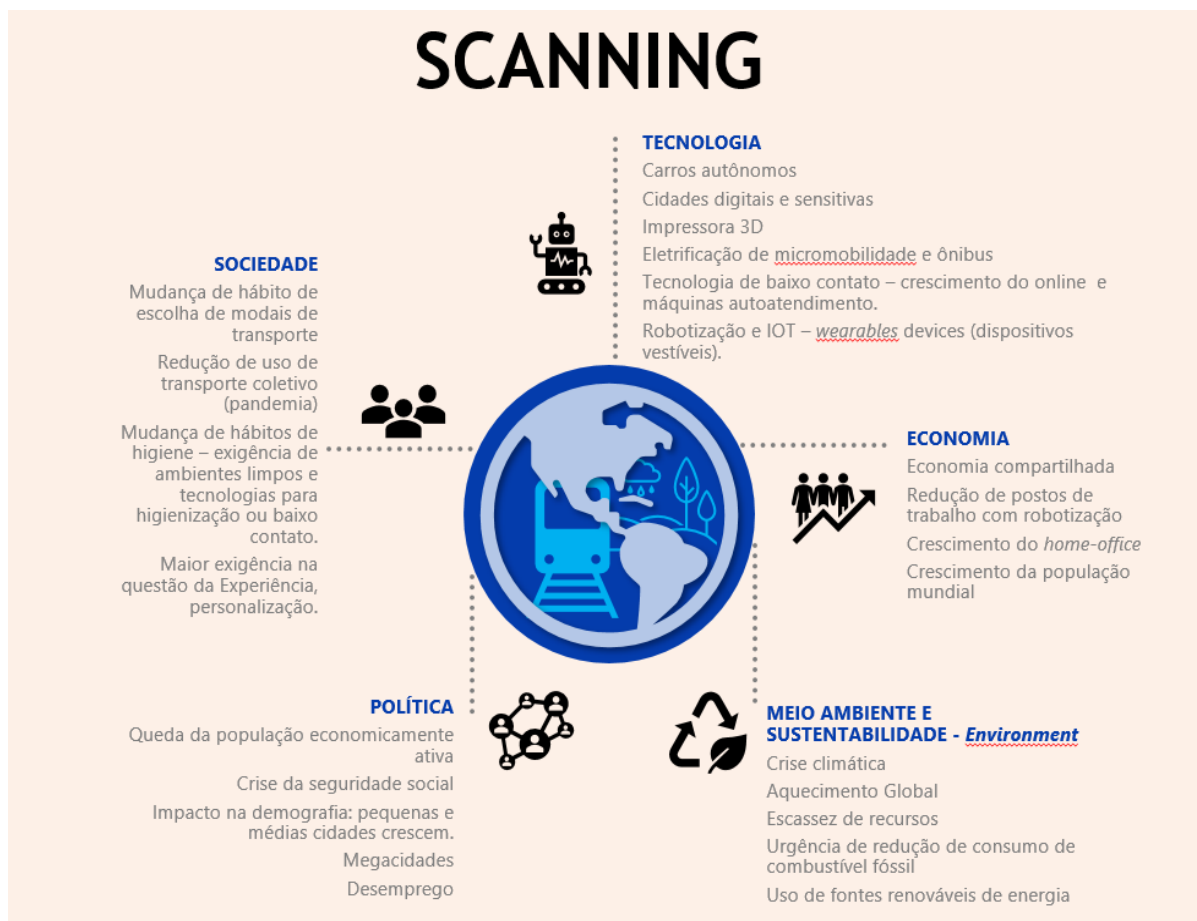 SCANNING
TECNOLOGIA
Carros autônomos
Cidades digitais e sensitivas
Impressora 3D
Eletrificação de micromobilidade e ônibus
Tecnologia de baixo contato – crescimento do online e
máquinas autoatendimento.
Robotização e IOT – wearables devices (dispositivos
vestíveis).
SOCIEDADE
Mudança de hábito de
escolha de modais de
transporte
Redução de uso de
transporte coletivo
(pandemia)
Mudança de hábitos de
higiene – exigência de
ambientes limpos e
tecnologias para
higienização ou baixo
contato.
Maior exigência na
questão da Experiência,
personalização.
ECONOMIA
Economia compartilhada
Redução de postos de
trabalho com robotização
Crescimento do home-office
Crescimento da população
mundial
POLÍTICA
Queda da população economicamente
ativa
Crise da seguridade social
Impacto na demografia: pequenas e
médias cidades crescem.
Megacidades
Desemprego
MEIO AMBIENTE E
SUSTENTABILIDADE - Environment
Crise climática
Aquecimento Global
Escassez de recursos
Urgência de redução de consumo de
combustível fóssil
Uso de fontes renováveis de energia